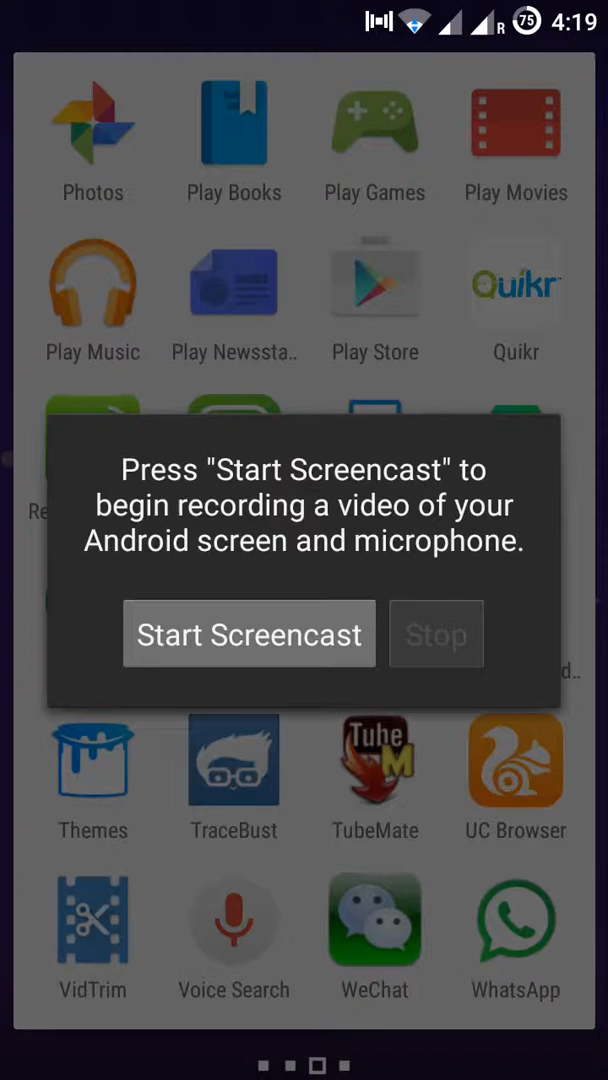 R 75 4:19
Photos Play Books Play Games Play Movies
Quikr
Play Music Play Newssta.. Play Store Quikr
Re
Press "Start Screencast" to
begin recording a video of your
Android screen and microphone.
Start Screencast Stop
d..
Tube
M
Themes TraceBust TubeMate UC Browser
VidTrim Voice Search WeChat WhatsApp